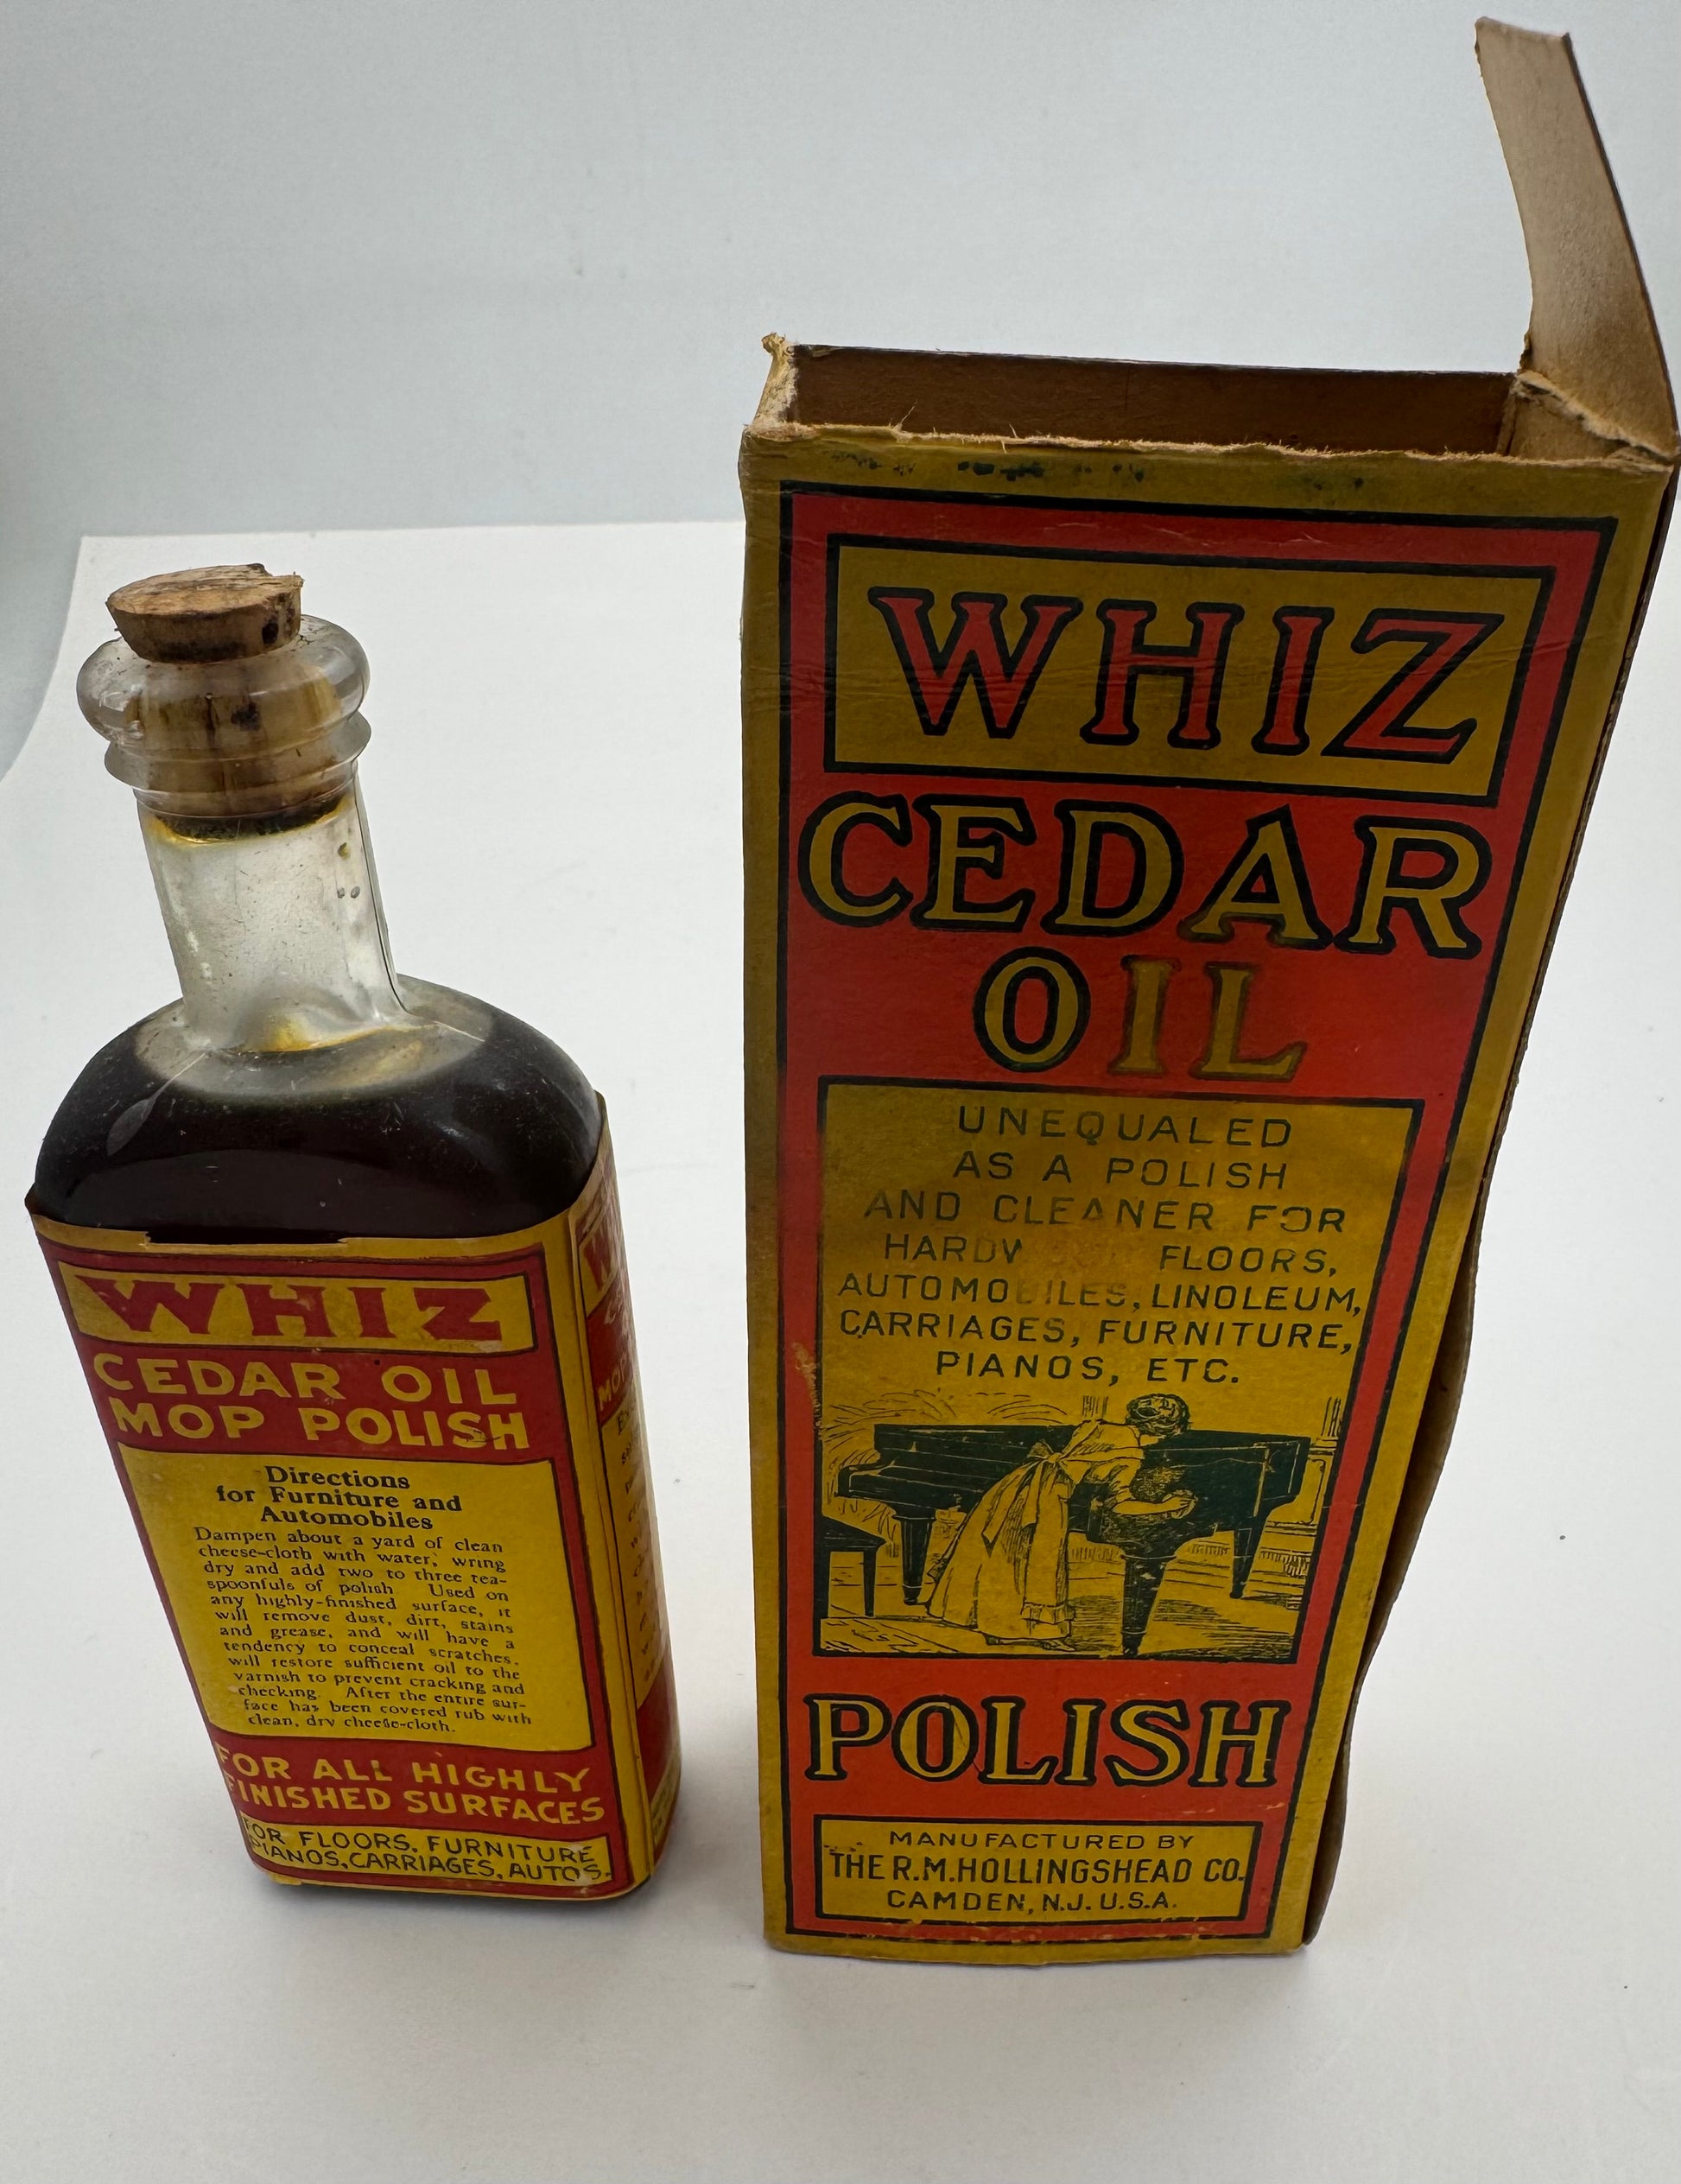 WHIZ
CEDAR OIL
MOP POLISH
Directions
for Furniture and
Automobiles
Dampen about a yard of clean
cheese-cloth with water, wring
dry and add two to three tea-
spoonfuls of polish Used on
any highly-finished surface, it
will remove dust, dirt, stains
and grease, and will have a
tendency to conceal scratches,
will restore sufficient oil to the
varnish to prevent cracking and
checking. After the entire sur-
face has been covered rub with
clean, dry cheese-cloth.
FOR ALL HIGHLY
FINISHED SURFACES
FOR FLOORS, FURNITURE
PIANOS, CARRIAGES, AUTOS.
WHIZ
CEDAR
OIL
UNEQUALED
AS A POLISH
AND CLEANER FOR
HARDW FLOORS,
AUTOMOBILES, LINOLEUM,
CARRIAGES, FURNITURE,
PIANOS, ETC.
POLISH
MANUFACTURED BY
THE R.M. HOLLINGSHEAD CO.
CAMDEN, N.J. U.S.A.